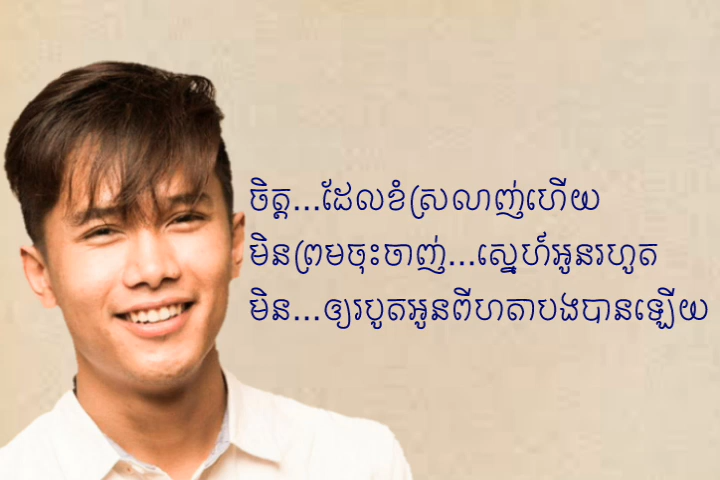 ចិត្ត...ដែលខំស្រលាញ់ហើយ
មិនព្រមចុះចាញ់...ស្នេហ៍អូនរហូត
មិន...ឲ្យរបូតអូនពីហតាបងបានឡើយ